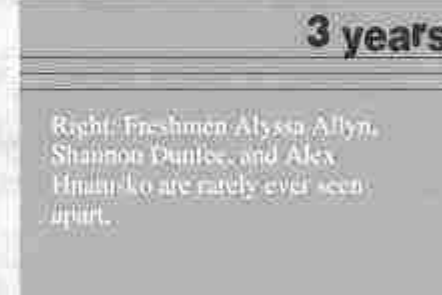 3 years
Right: Freshmen Alyssa Allyn,
Shannon and Alex
are rarely ever seen
apart.